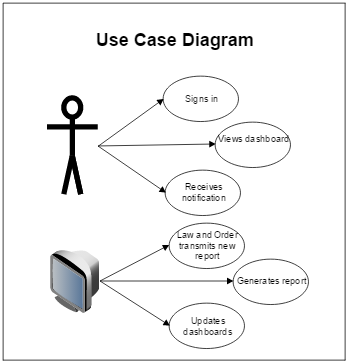 Use Case Diagram
Signs in
Views dashboard
Receives
notification
Law and Order
transmits new
report
Generates report
Updates
dashboards